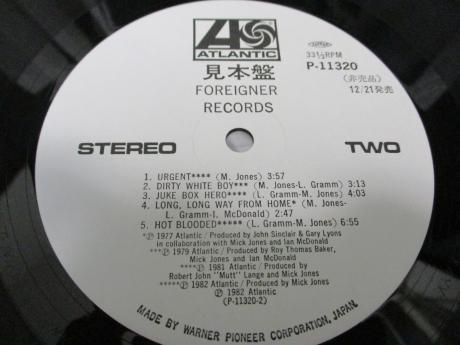 ATLANTIC
見本盤
FOREIGNER
RECORDS
33⅓RPM
P-11320
(非売品)
12/21発売
STEREO
TWO
1. URGENT**** (M. Jones) 3:57
2. DIRTY WHITE BOY*** (M. Jones-L. Gramm) 3:13
3. JUKE BOX HERO**** (L. Gramm-M. Jones) 4:03
4. LONG, LONG WAY FROM HOME* (M. Jones-
L. Gramm-I. McDonald) 2:47
5. HOT BLOODED***** (L. Gramm-M. Jones) 6:55
*℗ 1977 Atlantic / Produced by John Sinclair & Gary Lyons
in collaboration with Mick Jones and Ian McDonald
***℗ 1979 Atlantic / Produced by Roy Thomas Baker,
Mick Jones and Ian McDonald
****℗ 1981 Atlantic / Produced by
Robert John "Mutt" Lange and Mick Jones
*****℗ 1982 Atlantic / Produced by Mick Jones
℗ 1982 Atlantic
(P-11320-2)
MADE BY WARNER PIONEER CORPORATION, JAPAN.